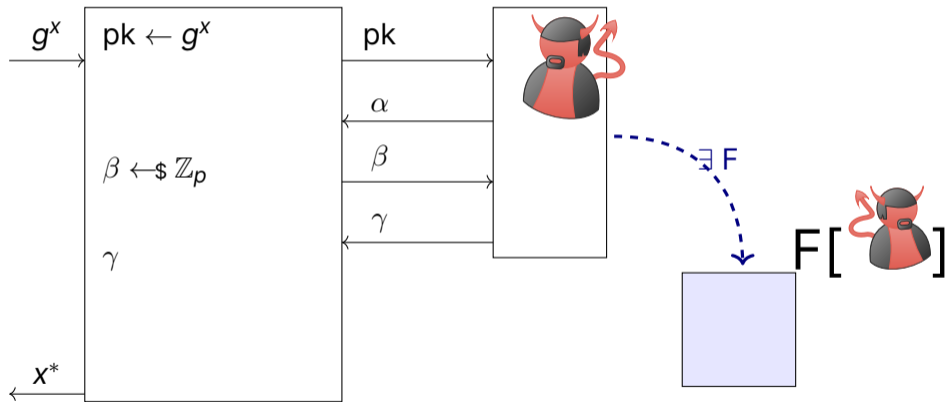 g^x
pk ← g^x
pk
α
β ←$ ℤ_p
β
∃ F
γ
γ
F[ ]
x*